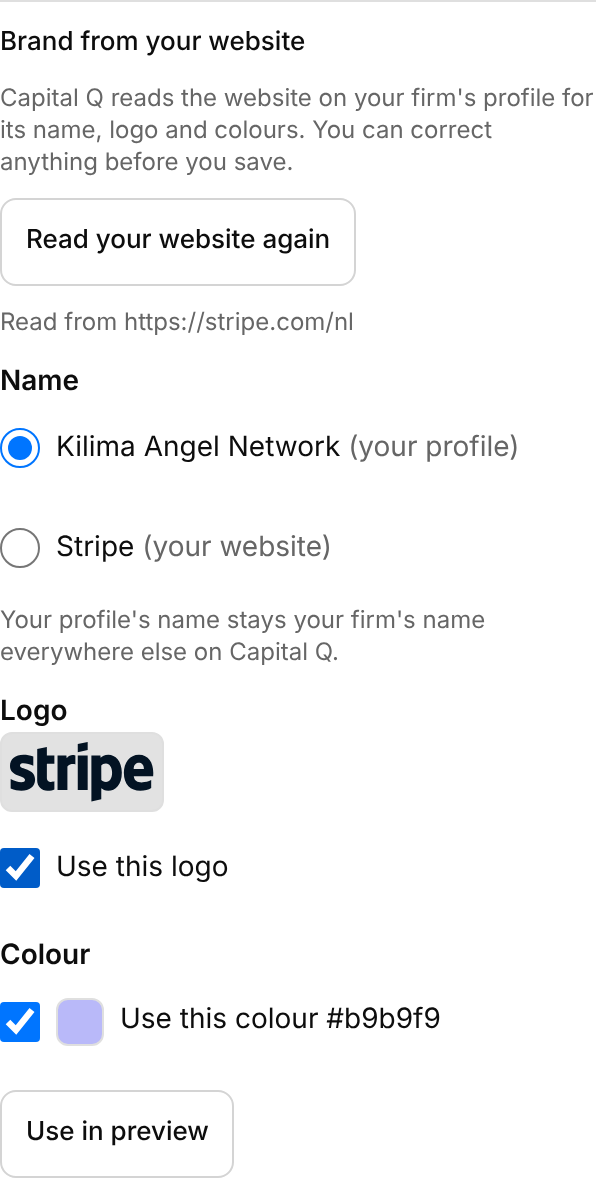 Brand from your website
Capital Q reads the website on your firm's profile for
its name, logo and colours. You can correct
anything before you save.
Read your website again
Read from https://stripe.com/nl
Name
Kilima Angel Network (your profile)
Stripe (your website)
Your profile's name stays your firm's name
everywhere else on Capital Q.
Logo
stripe
Use this logo
Colour
Use this colour #b9b9f9
Use in preview